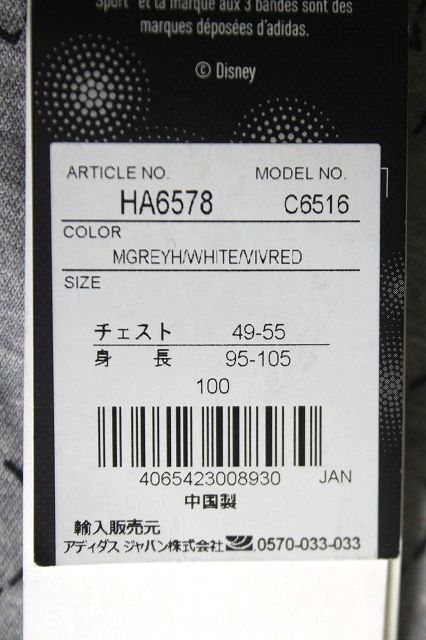 Sport" et la marque aux 3 bandes sont des
marques déposées d'adidas.
© Disney
ARTICLE NO. MODEL NO.
HA6578 C6516
COLOR
MGREYH/WHITE/VIVRED
SIZE
チェスト 49-55
身長 95-105
100
4065423008930 JAN
中国製
輸入販売元
アディダス ジャパン株式会社 0570-033-033